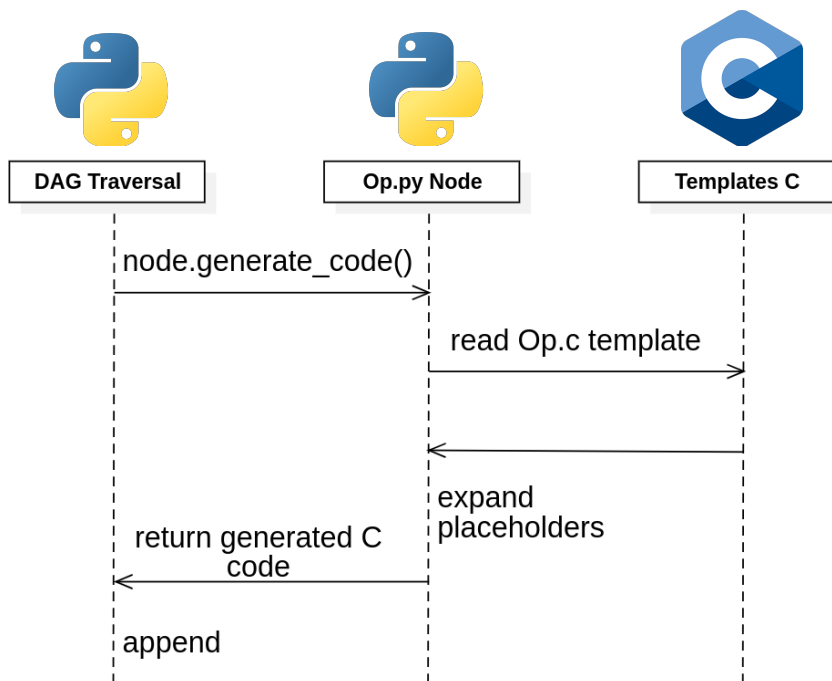 DAG Traversal
Op.py Node
Templates C
node.generate_code()
read Op.c template
expand
placeholders
return generated C
code
append